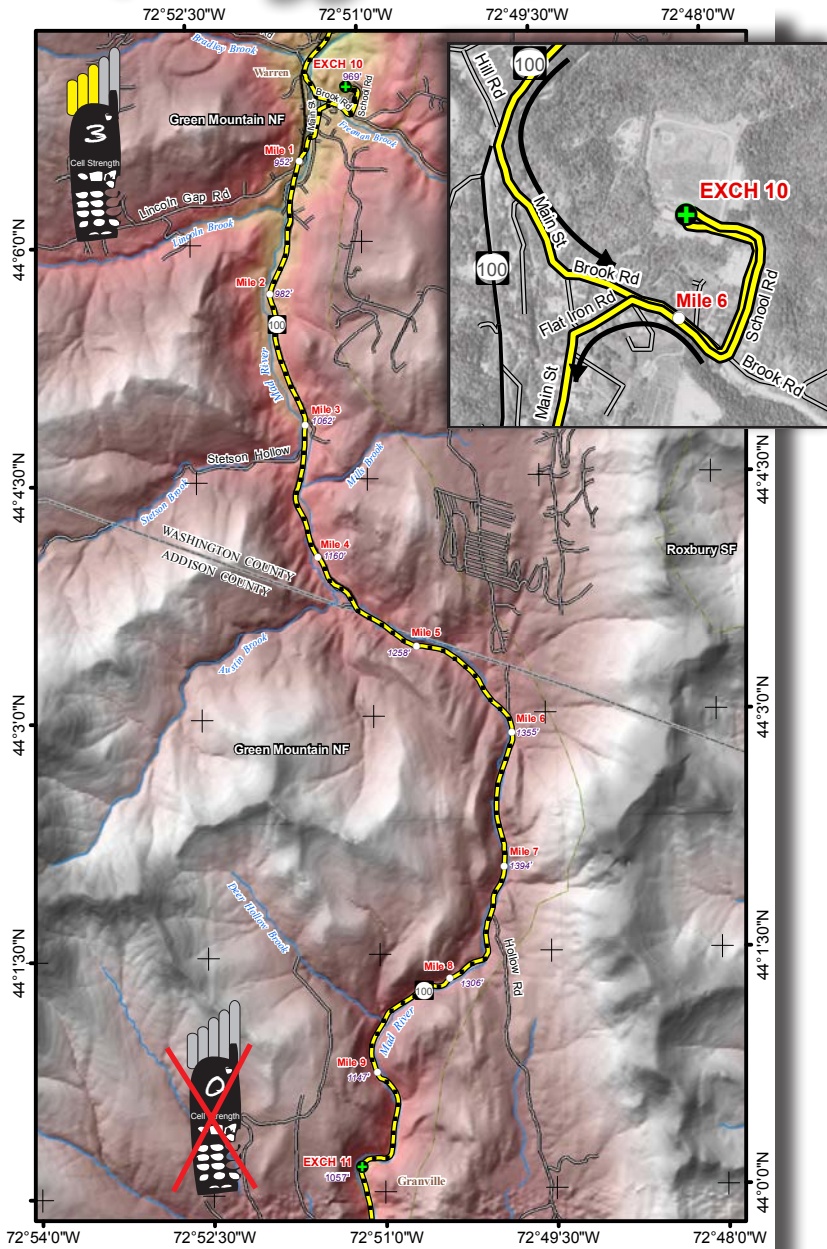 72°52'30"W
72°51'0"W
72°49'30"W
72°48'0"W
Bradley Brook
Rd
Warren
EXCH 10
969'
School Rd
Brook Rd
Main St
Freeman Brook
Green Mountain NF
3
Cell Strength
Mile 1
952'
Lincoln Gap Rd
Lincoln Brook
44°6'0"N
Mile 2
982'
100
Mad River
Mile 3
1062'
Stetson Hollow
Mills Brook
Stetson Brook
44°4'30"N
44°4'30"N
WASHINGTON COUNTY
ADDISON COUNTY
Mile 4
1160'
Roxbury SF
Mile 5
1258'
Austin Brook
44°3'0"N
44°3'0"N
Mile 6
1355'
Green Mountain NF
Mile 7
1394'
Deer Hollow Brook
Hollow Rd
44°1'30"N
44°1'30"N
Mile 8
1306'
100
Mad River
Mile 9
1147'
0
Cell Strength
EXCH 11
1057'
Granville
44°0'0"N
72°54'0"W
72°52'30"W
72°51'0"W
72°49'30"W
72°48'0"W
100
Hill Rd
EXCH 10
Main St
100
Brook Rd
Flat Iron Rd
Mile 6
School Rd
Brook Rd
Main St